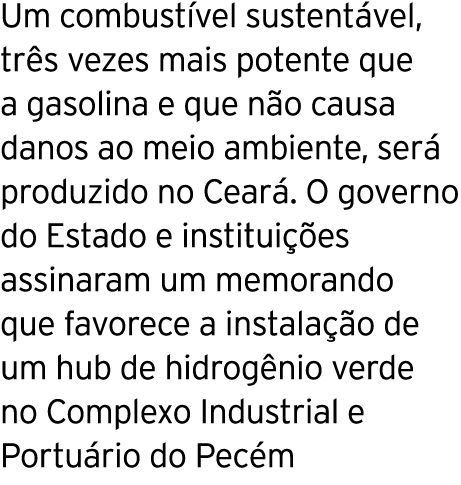 Um combustível sustentável,
três vezes mais potente que
a gasolina e que não causa
danos ao meio ambiente, será
produzido no Ceará. O governo
do Estado e instituições
assinaram um memorando
que favorece a instalação de
um hub de hidrogênio verde
no Complexo Industrial e
Portuário do Pecém